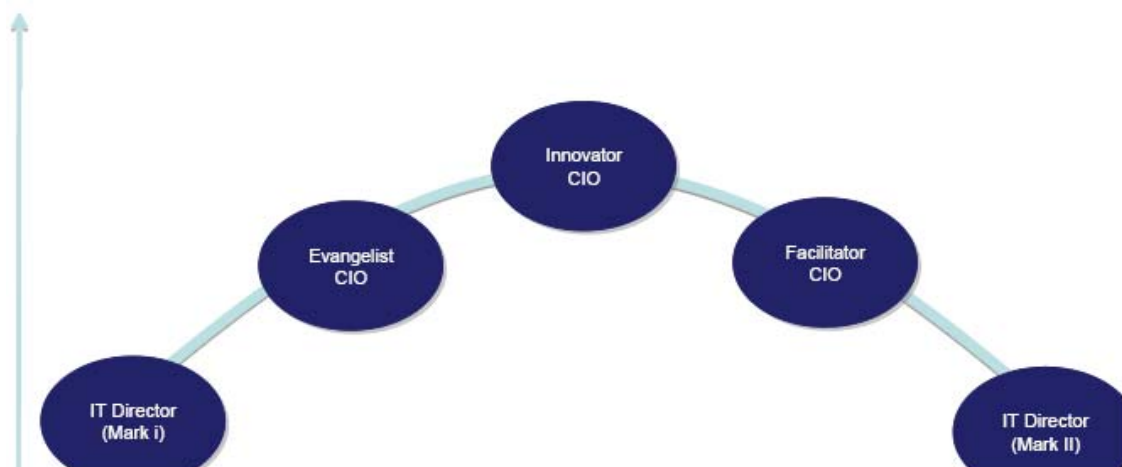 Innovator
CIO
Evangelist
CIO
Facilitator
CIO
IT Director
(Mark i)
IT Director
(Mark II)